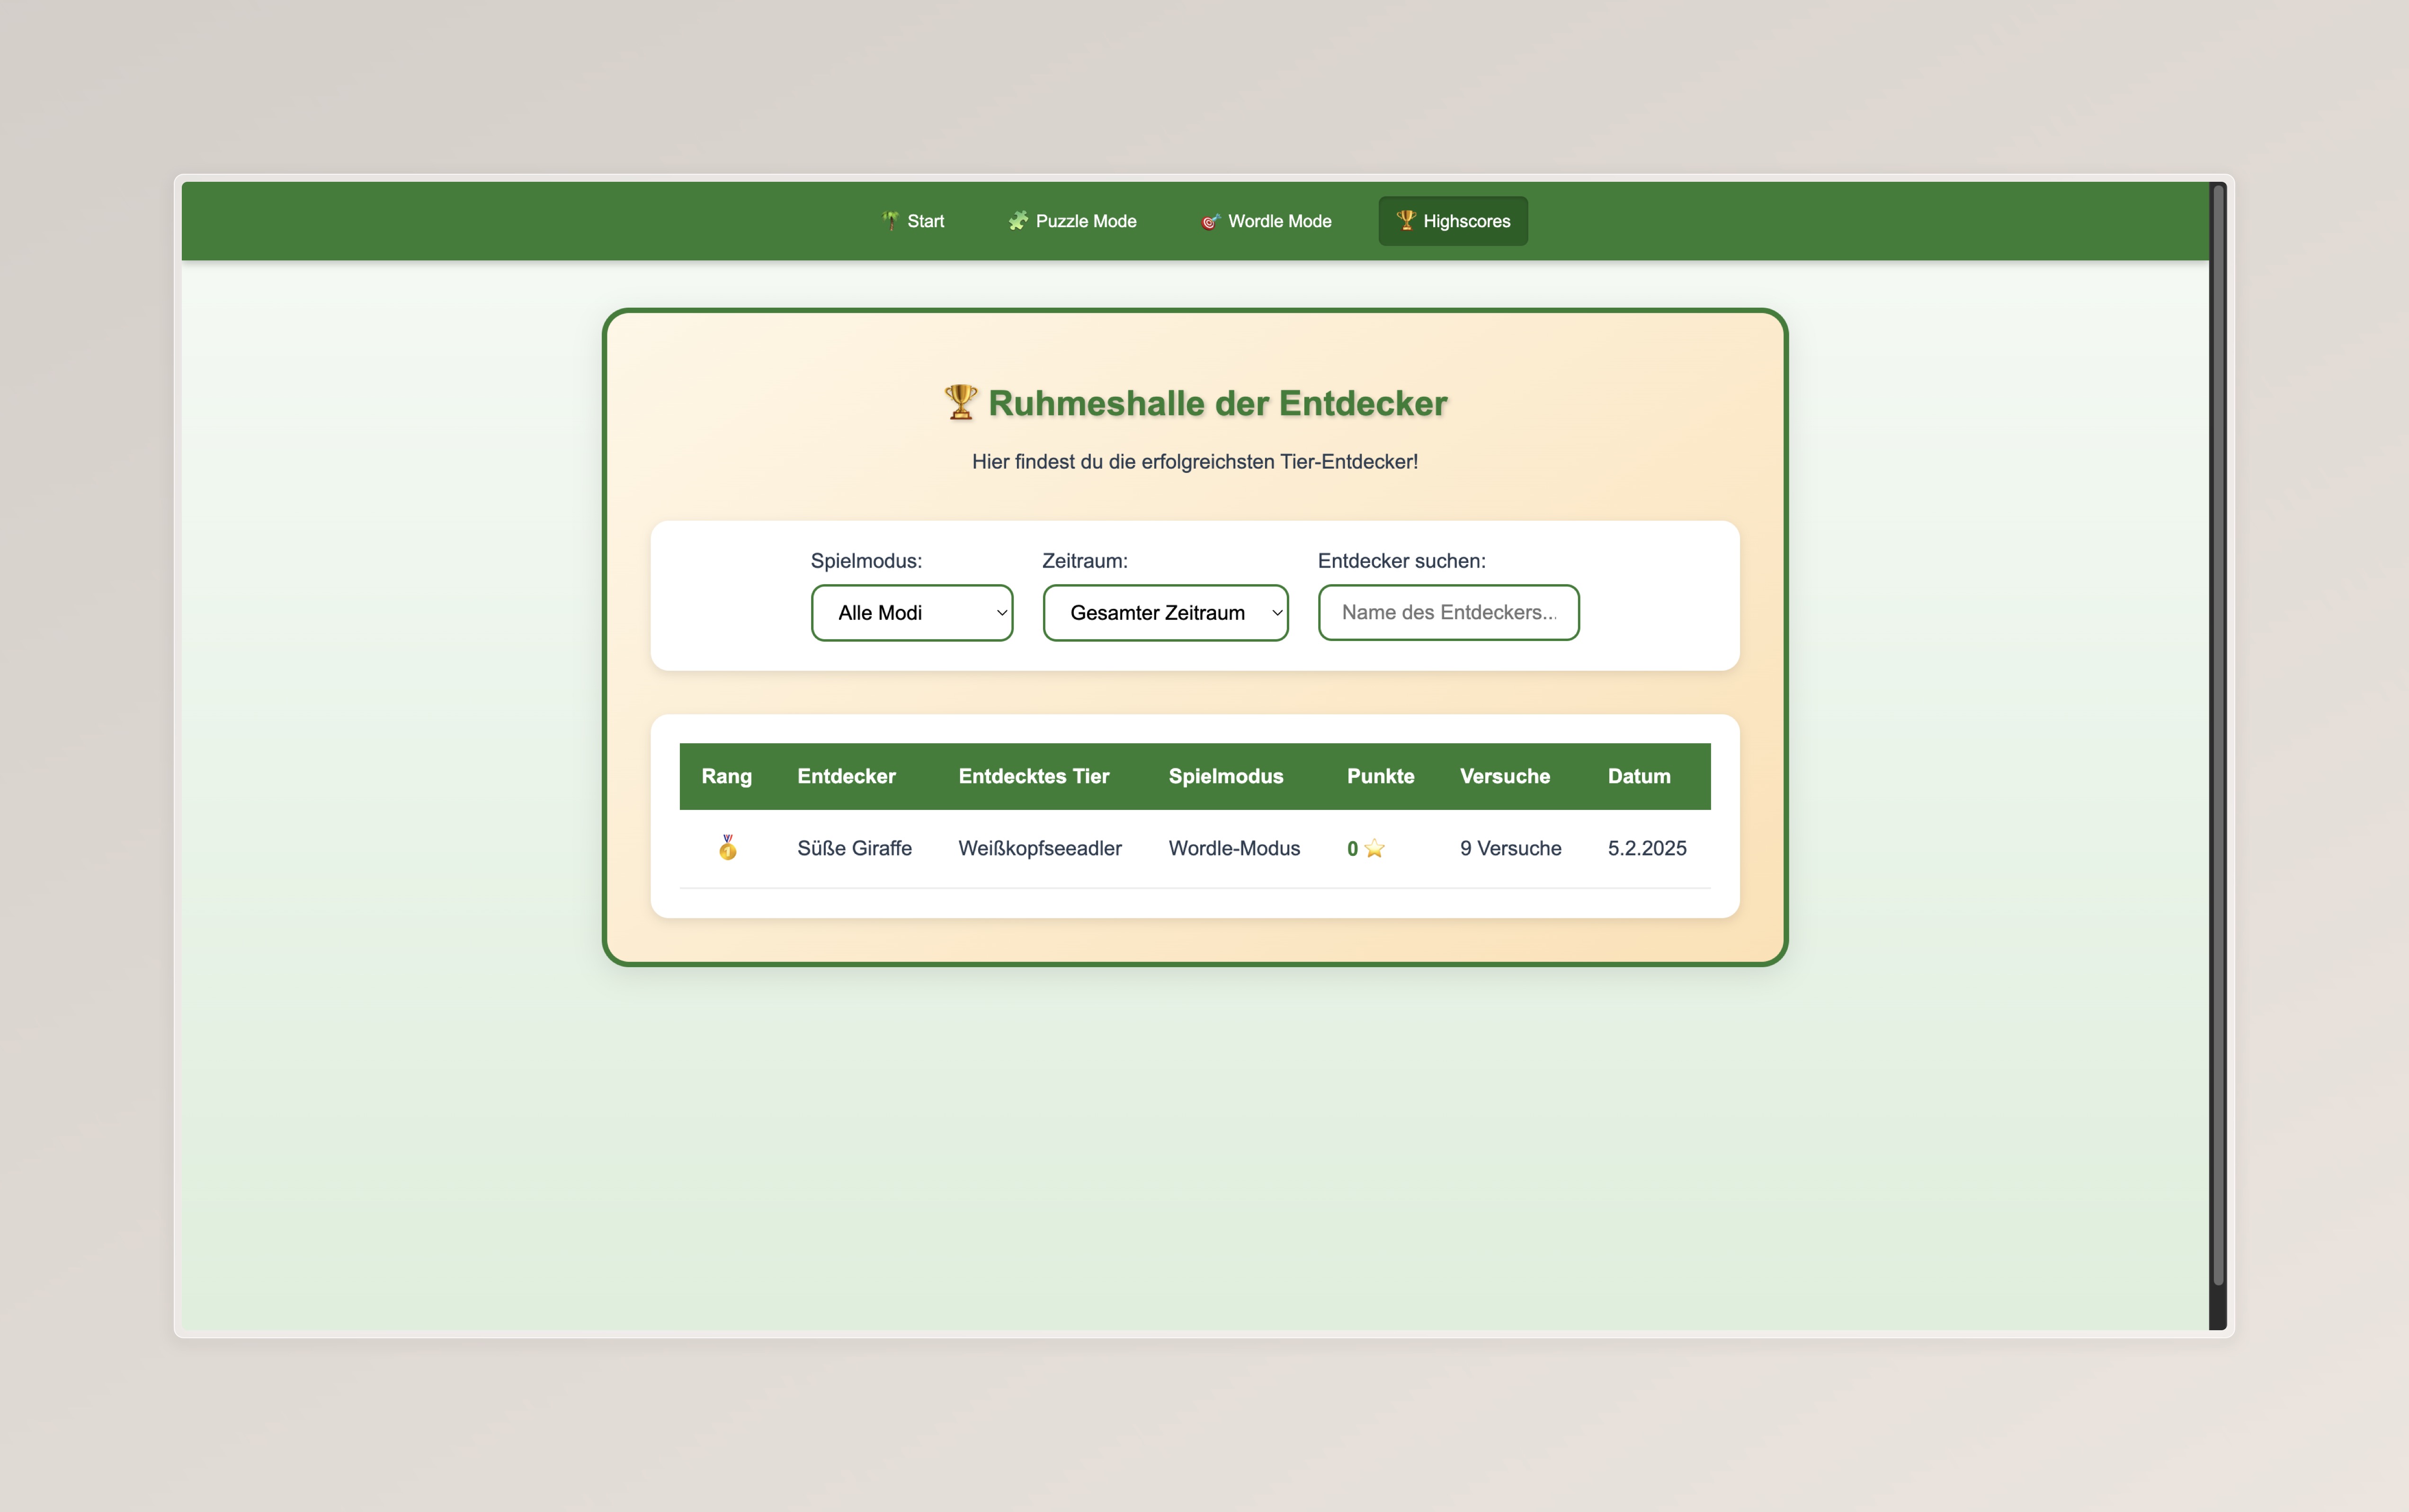 🌴 Start 🧩 Puzzle Mode 🎯 Wordle Mode 🏆 Highscores
🏆 Ruhmeshalle der Entdecker
Hier findest du die erfolgreichsten Tier-Entdecker!
Spielmodus: Zeitraum: Entdecker suchen:
Alle Modi Gesamter Zeitraum Name des Entdeckers...
Rang Entdecker Entdecktes Tier Spielmodus Punkte Versuche Datum
🥇 Süße Giraffe Weißkopfseeadler Wordle-Modus 0 ⭐ 9 Versuche 5.2.2025